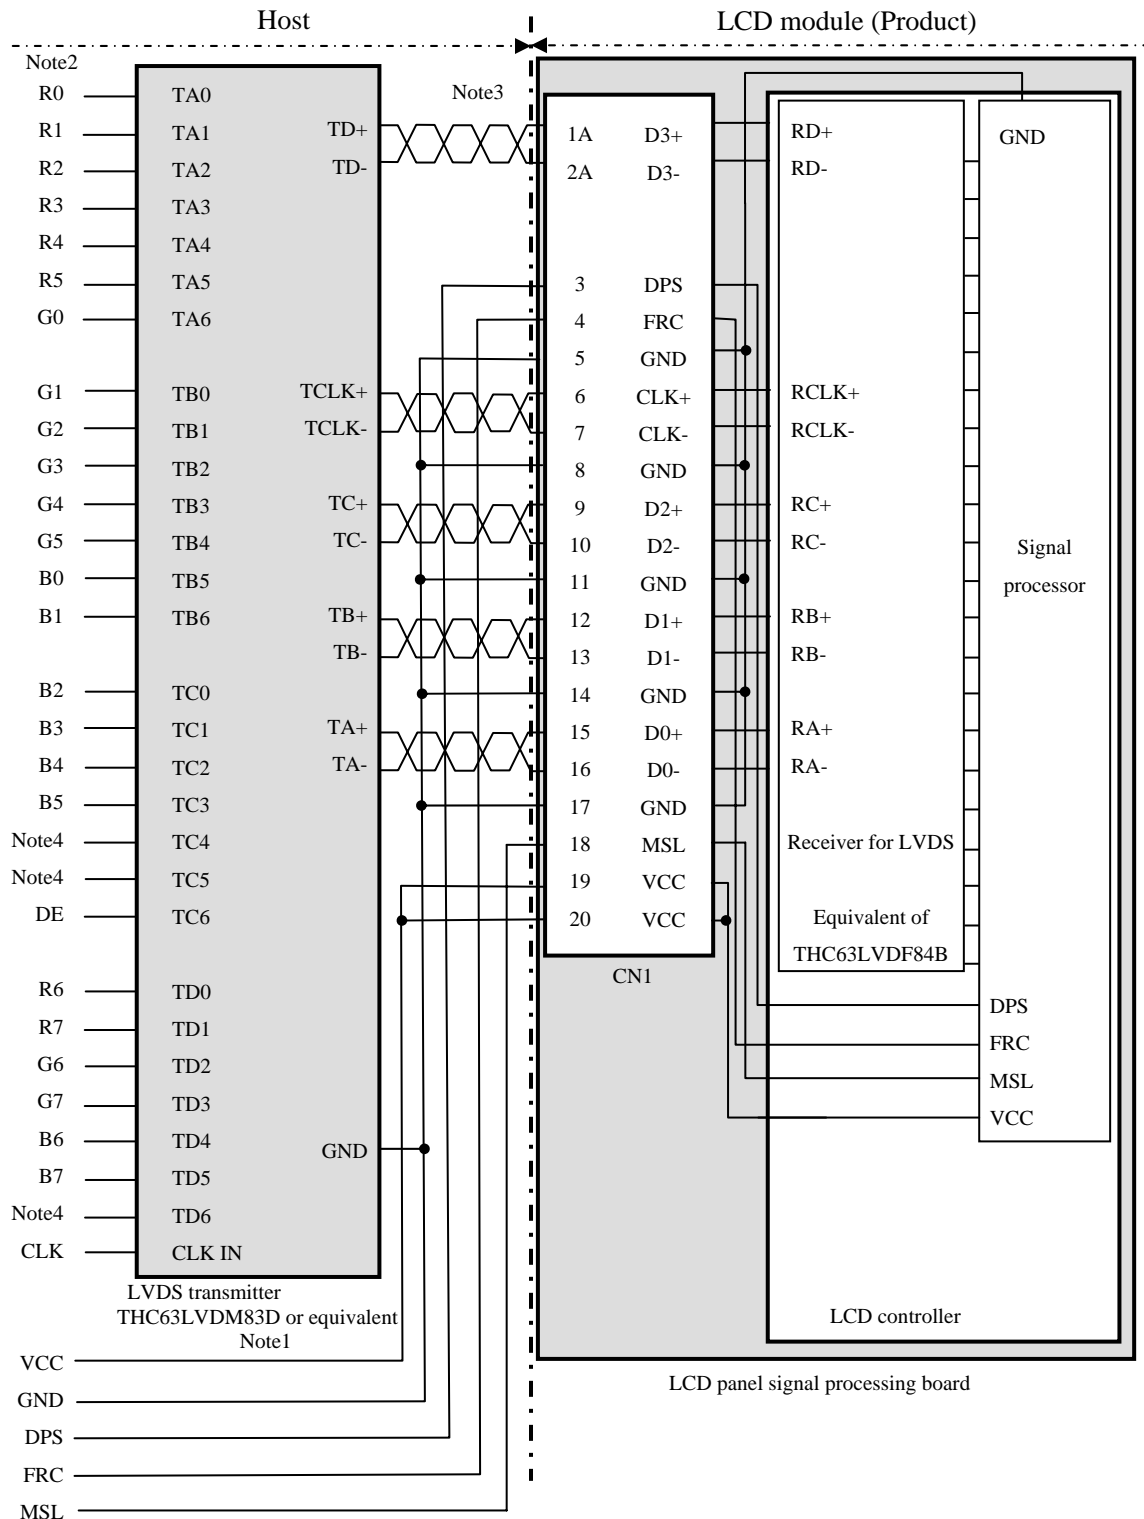 Host
LCD module (Product)
Note2
Note3
R0 TA0
R1 TA1 TD+ 1A D3+ RD+ GND
R2 TA2 TD- 2A D3- RD-
R3 TA3
R4 TA4
R5 TA5 3 DPS
G0 TA6 4 FRC
5 GND
G1 TB0 TCLK+ 6 CLK+ RCLK+
G2 TB1 TCLK- 7 CLK- RCLK-
G3 TB2 8 GND
G4 TB3 TC+ 9 D2+ RC+
G5 TB4 TC- 10 D2- RC- Signal
B0 TB5 11 GND processor
B1 TB6 TB+ 12 D1+ RB+
TB- 13 D1- RB-
B2 TC0 14 GND
B3 TC1 TA+ 15 D0+ RA+
B4 TC2 TA- 16 D0- RA-
B5 TC3 17 GND
Note4 TC4 18 MSL Receiver for LVDS
Note4 TC5 19 VCC
DE TC6 20 VCC Equivalent of
THC63LVDF84B
CN1
R6 TD0
DPS
R7 TD1
FRC
G6 TD2
MSL
G7 TD3
VCC
B6 TD4
GND
B7 TD5
Note4 TD6
CLK CLK IN
LVDS transmitter
THC63LVDM83D or equivalent
LCD controller
Note1
VCC
LCD panel signal processing board
GND
DPS
FRC
MSL